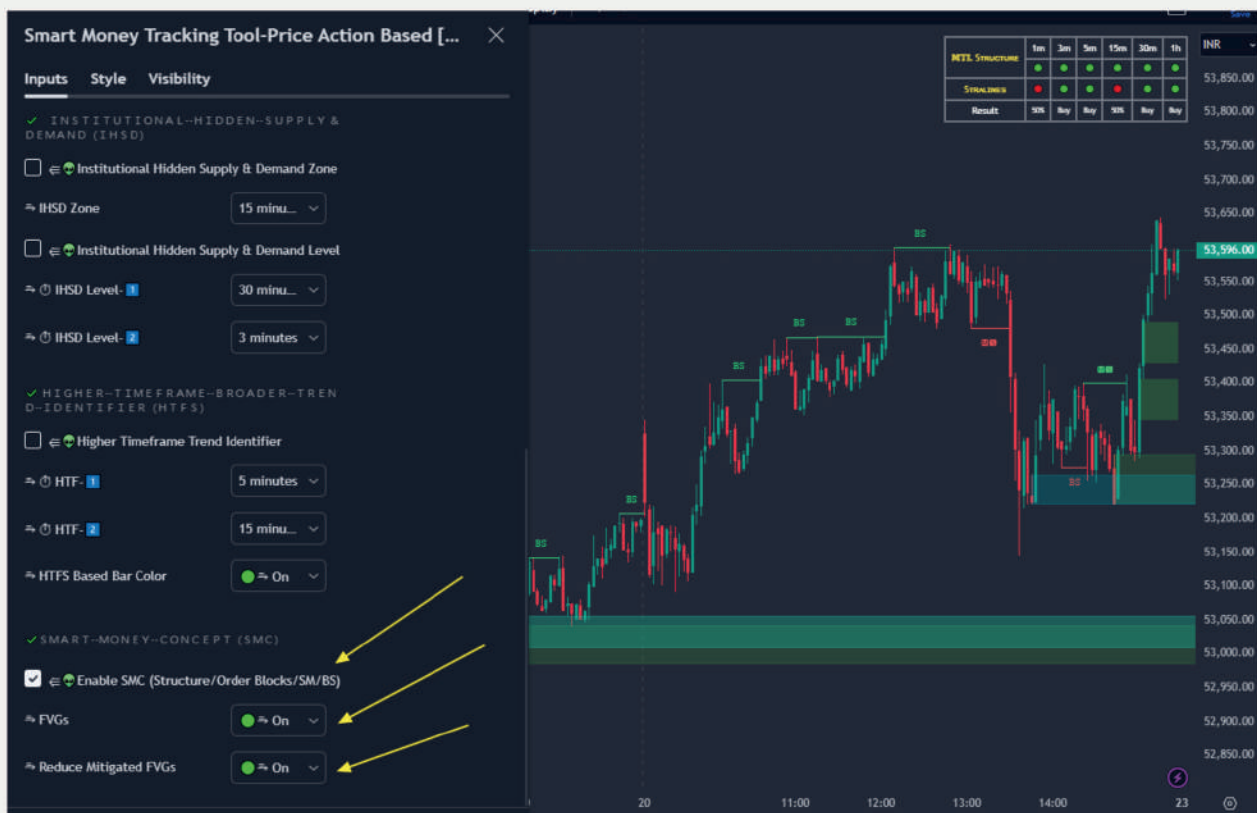 Smart Money Tracking Tool-Price Action Based [...
Inputs Style Visibility
INSTITUTIONAL--HIDDEN--SUPPLY &
DEMAND (IHSD)
Institutional Hidden Supply & Demand Zone
IHSD Zone 15 minu...
Institutional Hidden Supply & Demand Level
IHSD Level- 1 30 minu...
IHSD Level- 2 3 minutes
HIGHER--TIMEFRAME--BROADER--TREN
D--IDENTIFIER (HTFS)
Higher Timeframe Trend Identifier
HTF- 1 5 minutes
HTF- 2 15 minu...
HTFS Based Bar Color On
SMART--MONEY--CONCEPT (SMC)
Enable SMC (Structure/Order Blocks/SM/BS)
FVGs On
Reduce Mitigated FVGs On
Save
INR
MTL Structure 1m 3m 5m 15m 30m 1h
Result 50% Buy Buy 50% Buy Buy
BS
BS
BS
BS
BS
BS
BS
53,850.00
53,800.00
53,750.00
53,700.00
53,650.00
53,596.00
53,550.00
53,500.00
53,450.00
53,400.00
53,350.00
53,300.00
53,250.00
53,200.00
53,150.00
53,100.00
53,050.00
53,000.00
52,950.00
52,900.00
52,850.00
20 11:00 12:00 13:00 14:00 23